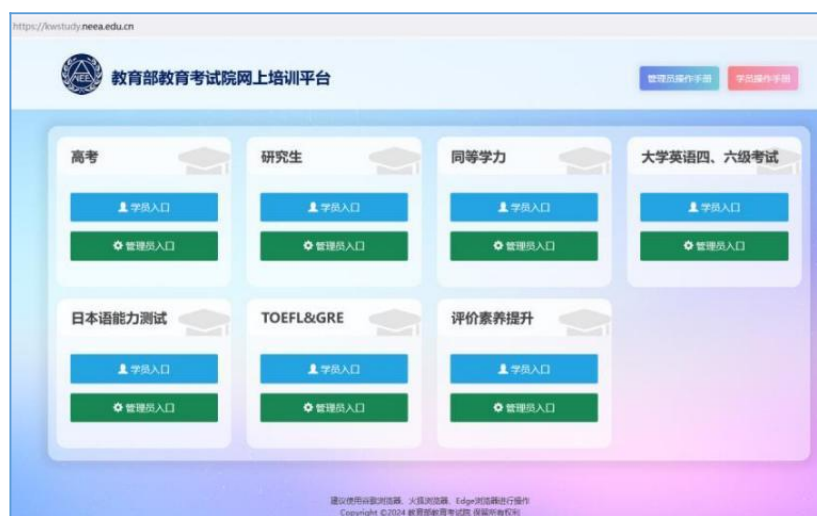 https://kwstudy.neea.edu.cn
NEEA
教育部教育考试院网上培训平台
管理员操作手册 学员操作手册
高考 研究生 同等学力 大学英语四、六级考试
学员入口 学员入口 学员入口 学员入口
管理员入口 管理员入口 管理员入口 管理员入口
日本语能力测试 TOEFL&GRE 评价素养提升
学员入口 学员入口 学员入口
管理员入口 管理员入口 管理员入口
建议使用谷歌浏览器、火狐浏览器、Edge浏览器进行操作
Copyright ©2024 教育部教育考试院 保留所有权利